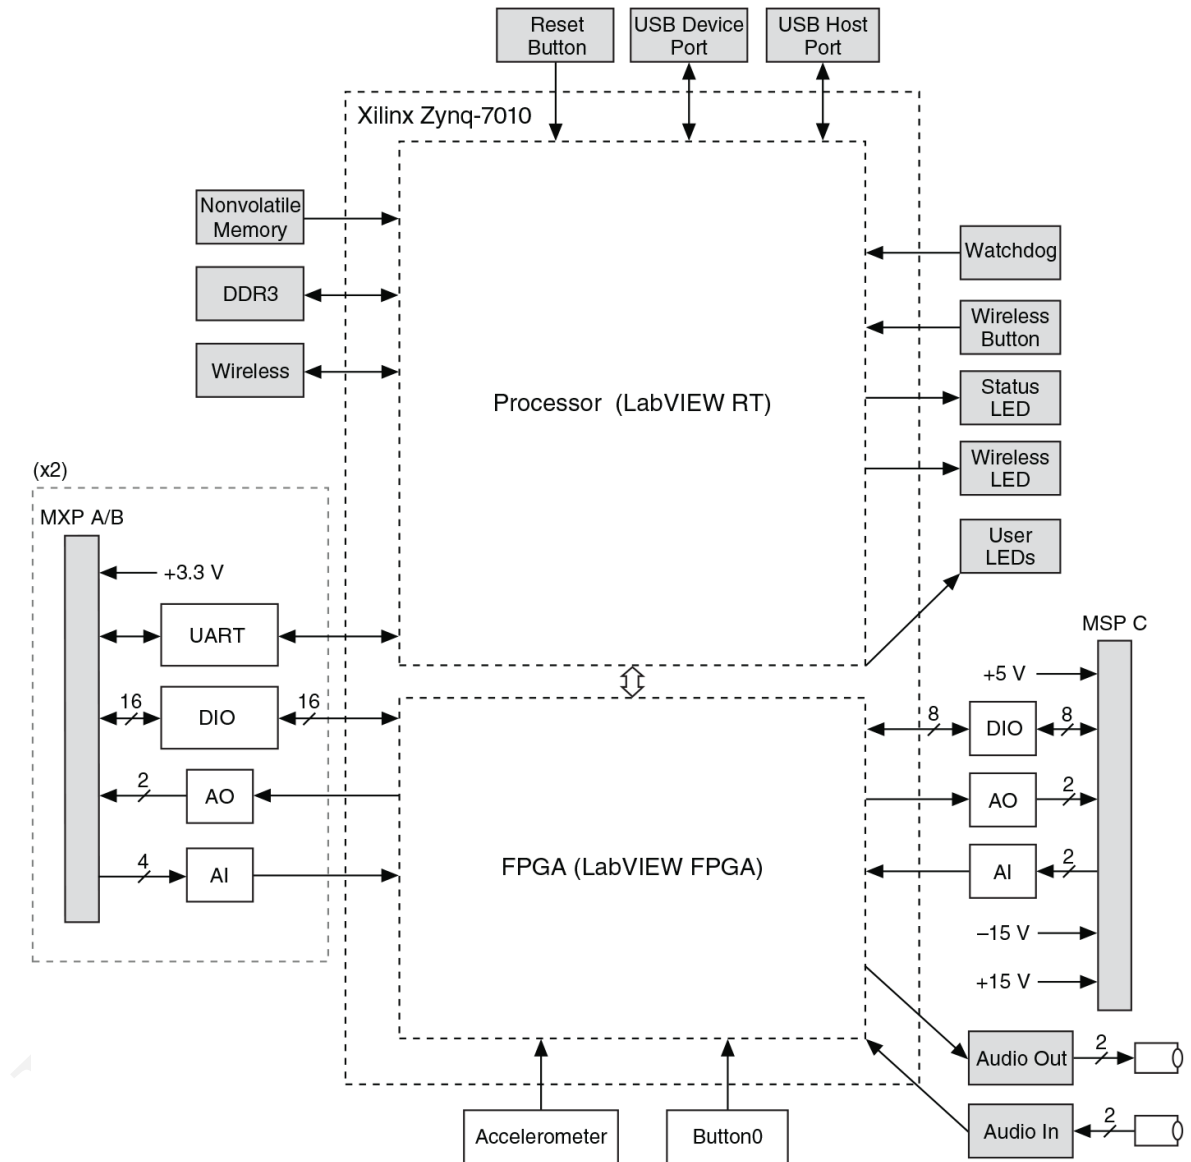 Reset
Button
USB Device
Port
USB Host
Port
Xilinx Zynq-7010
Nonvolatile
Memory
DDR3
Wireless
Processor (LabVIEW RT)
Watchdog
Wireless
Button
Status
LED
Wireless
LED
User
LEDs
(x2)
MXP A/B
+3.3 V
UART
16
DIO
16
2
AO
4
AI
FPGA (LabVIEW FPGA)
MSP C
+5 V
8
DIO
8
AO
2
AI
2
–15 V
+15 V
Audio Out
2
Audio In
2
Accelerometer
Button0